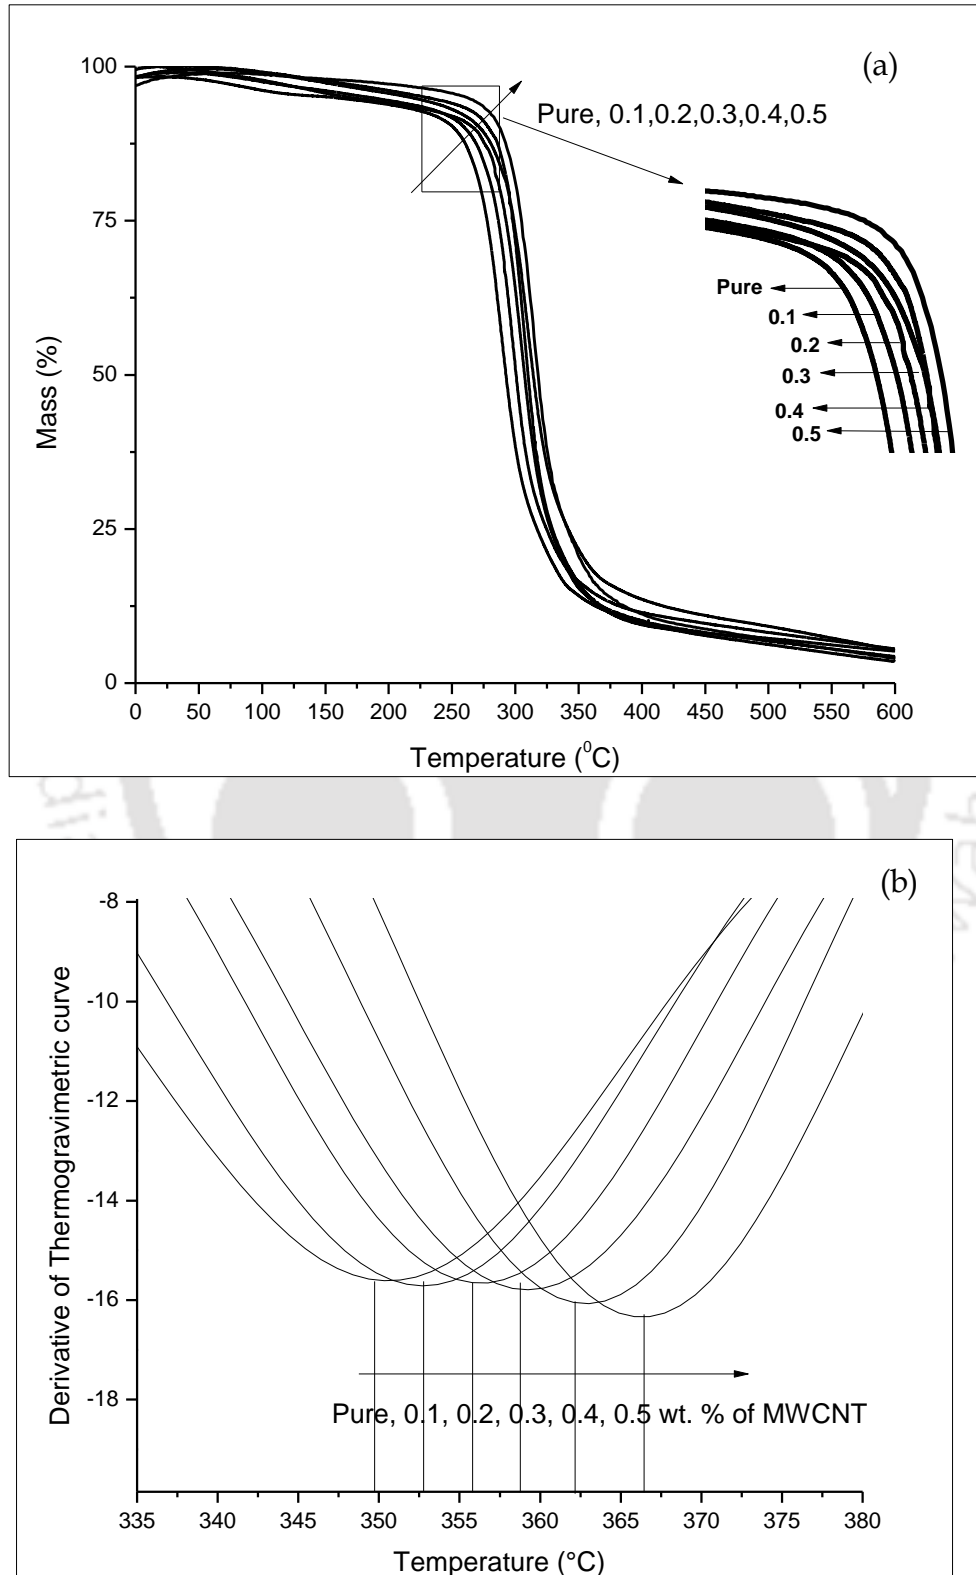 (a)
100
Pure, 0.1,0.2,0.3,0.4,0.5
75
Pure
0.1
0.2
50
0.3
0.4
0.5
25
0
Mass (%)
0 50 100 150 200 250 300 350 400 450 500 550 600
Temperature (⁰C)
(b)
-8
-10
-12
-14
-16
-18
Derivative of Thermogravimetric curve
Pure, 0.1, 0.2, 0.3, 0.4, 0.5 wt. % of MWCNT
335 340 345 350 355 360 365 370 375 380
Temperature (°C)